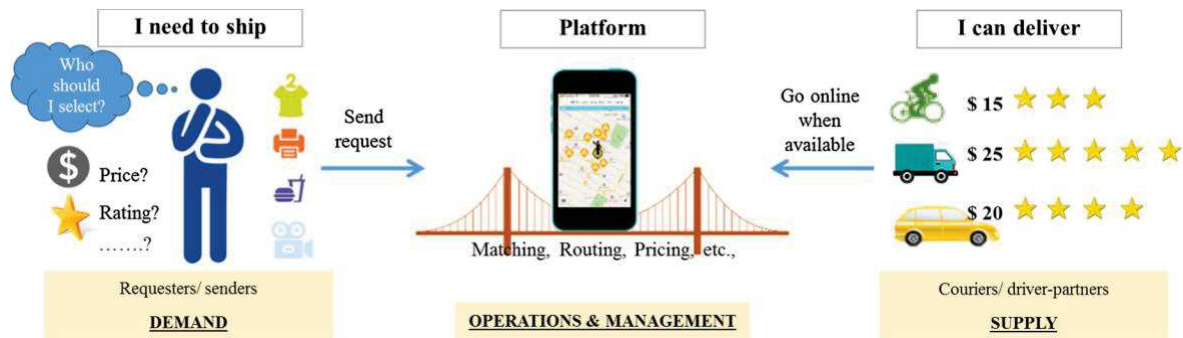 I need to ship
Platform
I can deliver
Who
should
I select?
$
Price?
Rating?
.......?
Send
request
Matching, Routing, Pricing, etc.,
Go online
when
available
$ 15
$ 25
$ 20
Requesters/ senders
DEMAND
OPERATIONS & MANAGEMENT
Couriers/ driver-partners
SUPPLY